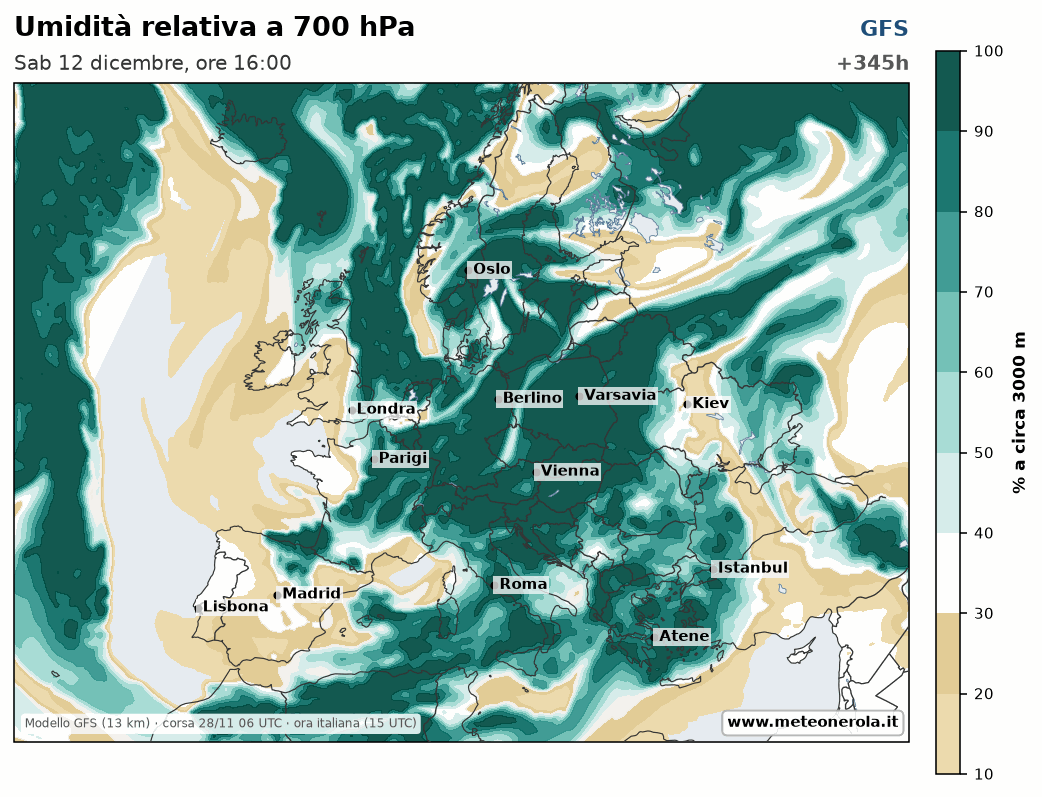 Umidità relativa a 700 hPa
GFS
Sab 12 dicembre, ore 16:00
+345h
100
90
80
70
60
50
40
30
20
10
% a circa 3000 m
Oslo
Londra
Berlino
Varsavia
Kiev
Parigi
Vienna
Istanbul
Roma
Madrid
Lisbona
Atene
Modello GFS (13 km) · corsa 28/11 06 UTC · ora italiana (15 UTC)
www.meteonerola.it